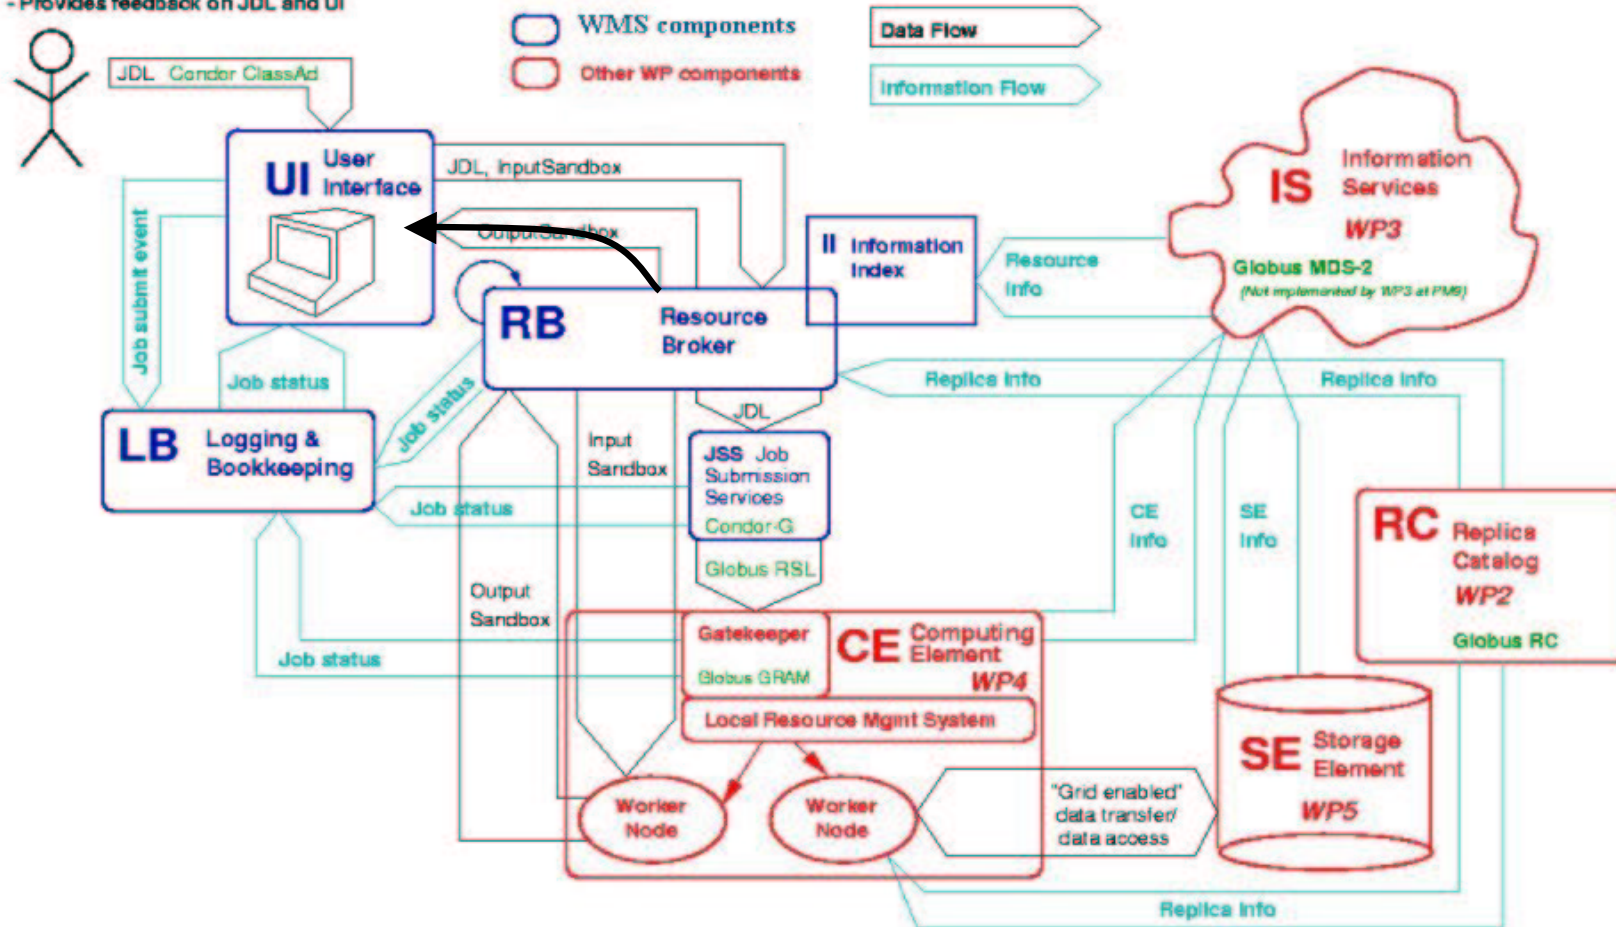 - Provides feedback on JDL and UI
WMS components
Other WP components
Data Flow
Information Flow
JDL Condor ClassAd
UI User
Interface
JDL, InputSandbox
OutputSandbox
Job submit event
II Information
Index
Resource
Info
IS Information
Services
WP3
Globus MDS-2
(Not implemented by WP3 at PM9)
RB Resource
Broker
Job status
Job status
Replica Info
Replica Info
JDL
LB Logging &
Bookkeeping
Input
Sandbox
JSS Job
Submission
Services
Condor-G
Job status
CE
Info
SE
Info
RC Replica
Catalog
WP2
Globus RC
Globus RSL
Output
Sandbox
Gatekeeper
Globus GRAM
CE Computing
Element
WP4
Job status
Local Resource Mgmt System
Worker
Node
Worker
Node
"Grid enabled"
data transfer/
data access
SE Storage
Element
WP5
Replica Info